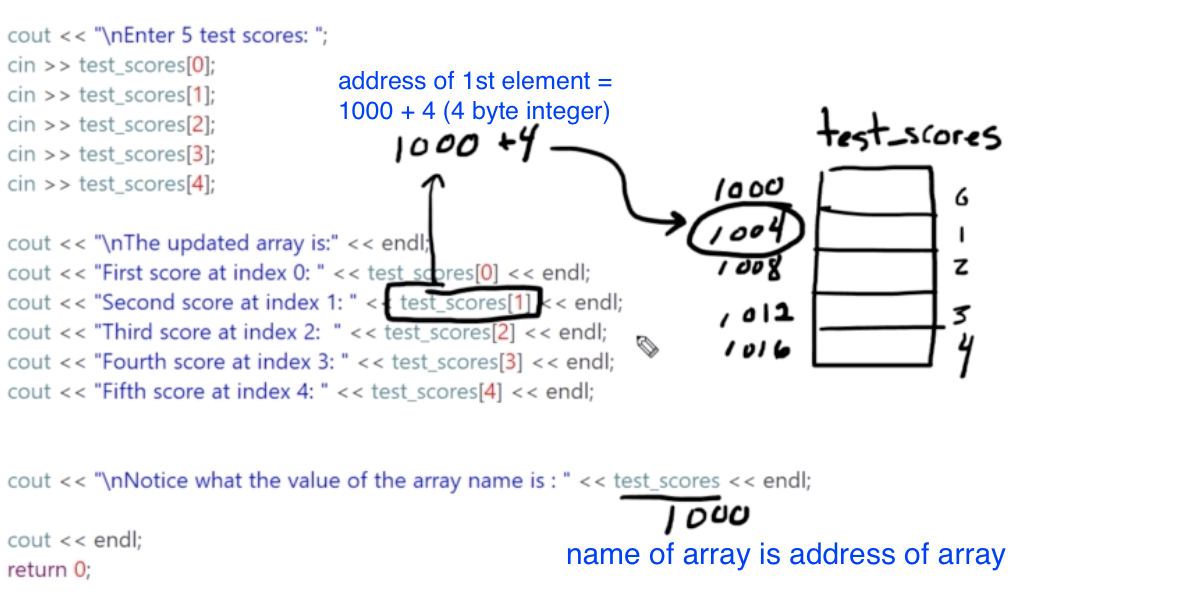 cout << "\nEnter 5 test scores: ";
cin >> test_scores[0];
cin >> test_scores[1];
cin >> test_scores[2];
cin >> test_scores[3];
cin >> test_scores[4];
address of 1st element =
1000 + 4 (4 byte integer)
1000 +4
test_scores
1000 0
1004 1
1008 2
1012 3
1016 4
cout << "\nThe updated array is:" << endl;
cout << "First score at index 0: " << test_scores[0] << endl;
cout << "Second score at index 1: " << test_scores[1] << endl;
cout << "Third score at index 2:  " << test_scores[2] << endl;
cout << "Fourth score at index 3: " << test_scores[3] << endl;
cout << "Fifth score at index 4: " << test_scores[4] << endl;
cout << "\nNotice what the value of the array name is : " << test_scores << endl;
1000
name of array is address of array
cout << endl;
return 0;